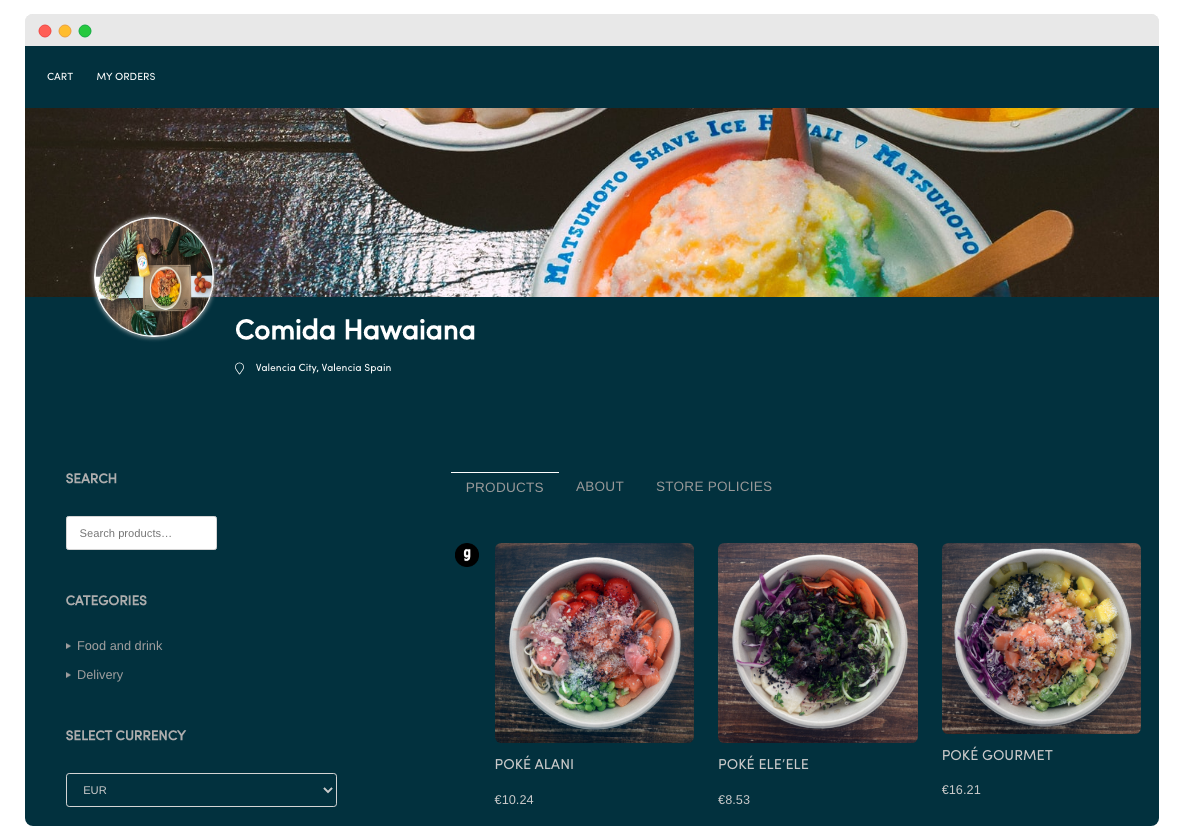 CART MY ORDERS
MATSUMOTO SHAVE ICE H WAII MATSUMOTO
Comida Hawaiana
Valencia City, Valencia Spain
SEARCH
Search products…
CATEGORIES
Food and drink
Delivery
SELECT CURRENCY
EUR
PRODUCTS ABOUT STORE POLICIES
g
POKÉ ALANI
€10.24
POKÉ ELE’ELE
€8.53
POKÉ GOURMET
€16.21